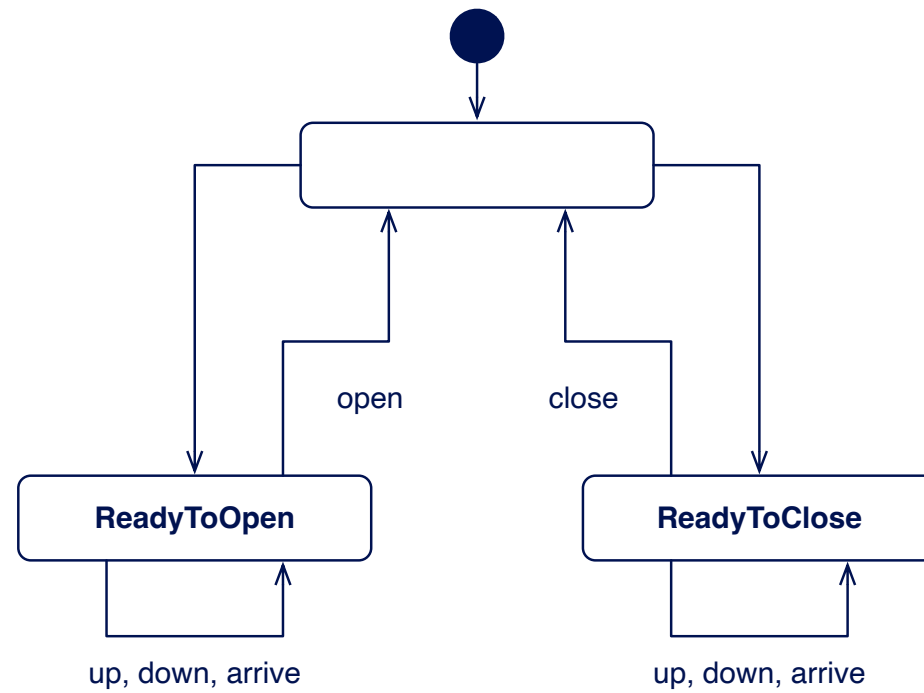 open
close
ReadyToOpen
ReadyToClose
up, down, arrive
up, down, arrive